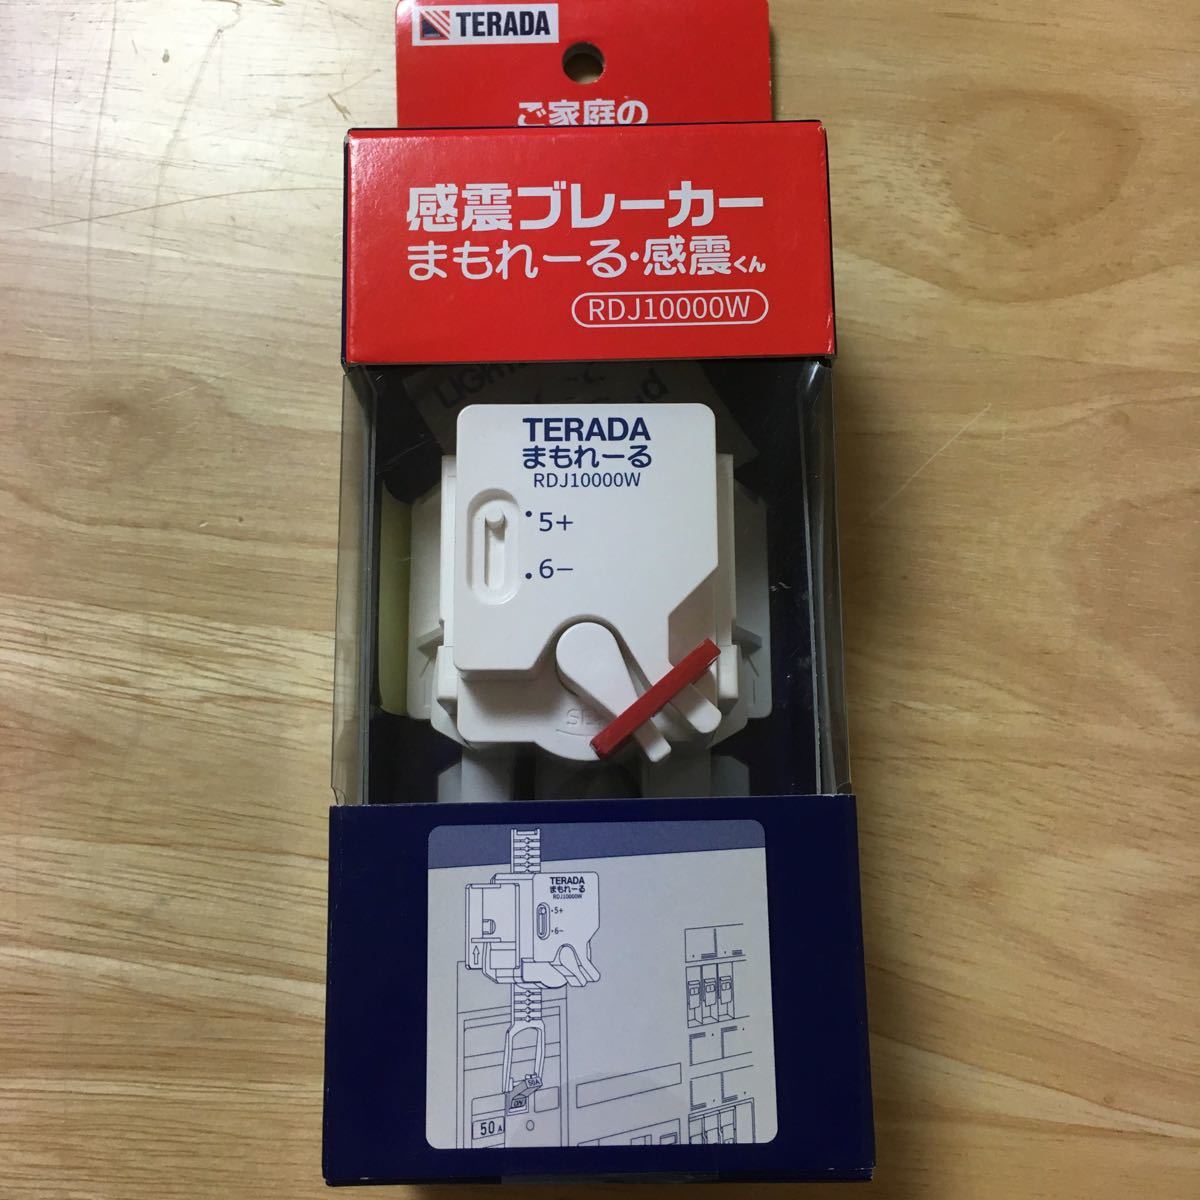 TERADA
ご家庭の
感震ブレーカー
まもれーる・感震くん
RDJ10000W
TERADA
まもれーる
RDJ10000W
5+
6−
TERADA
まもれーる
RDJ10000W
5+
6−
50A
50A